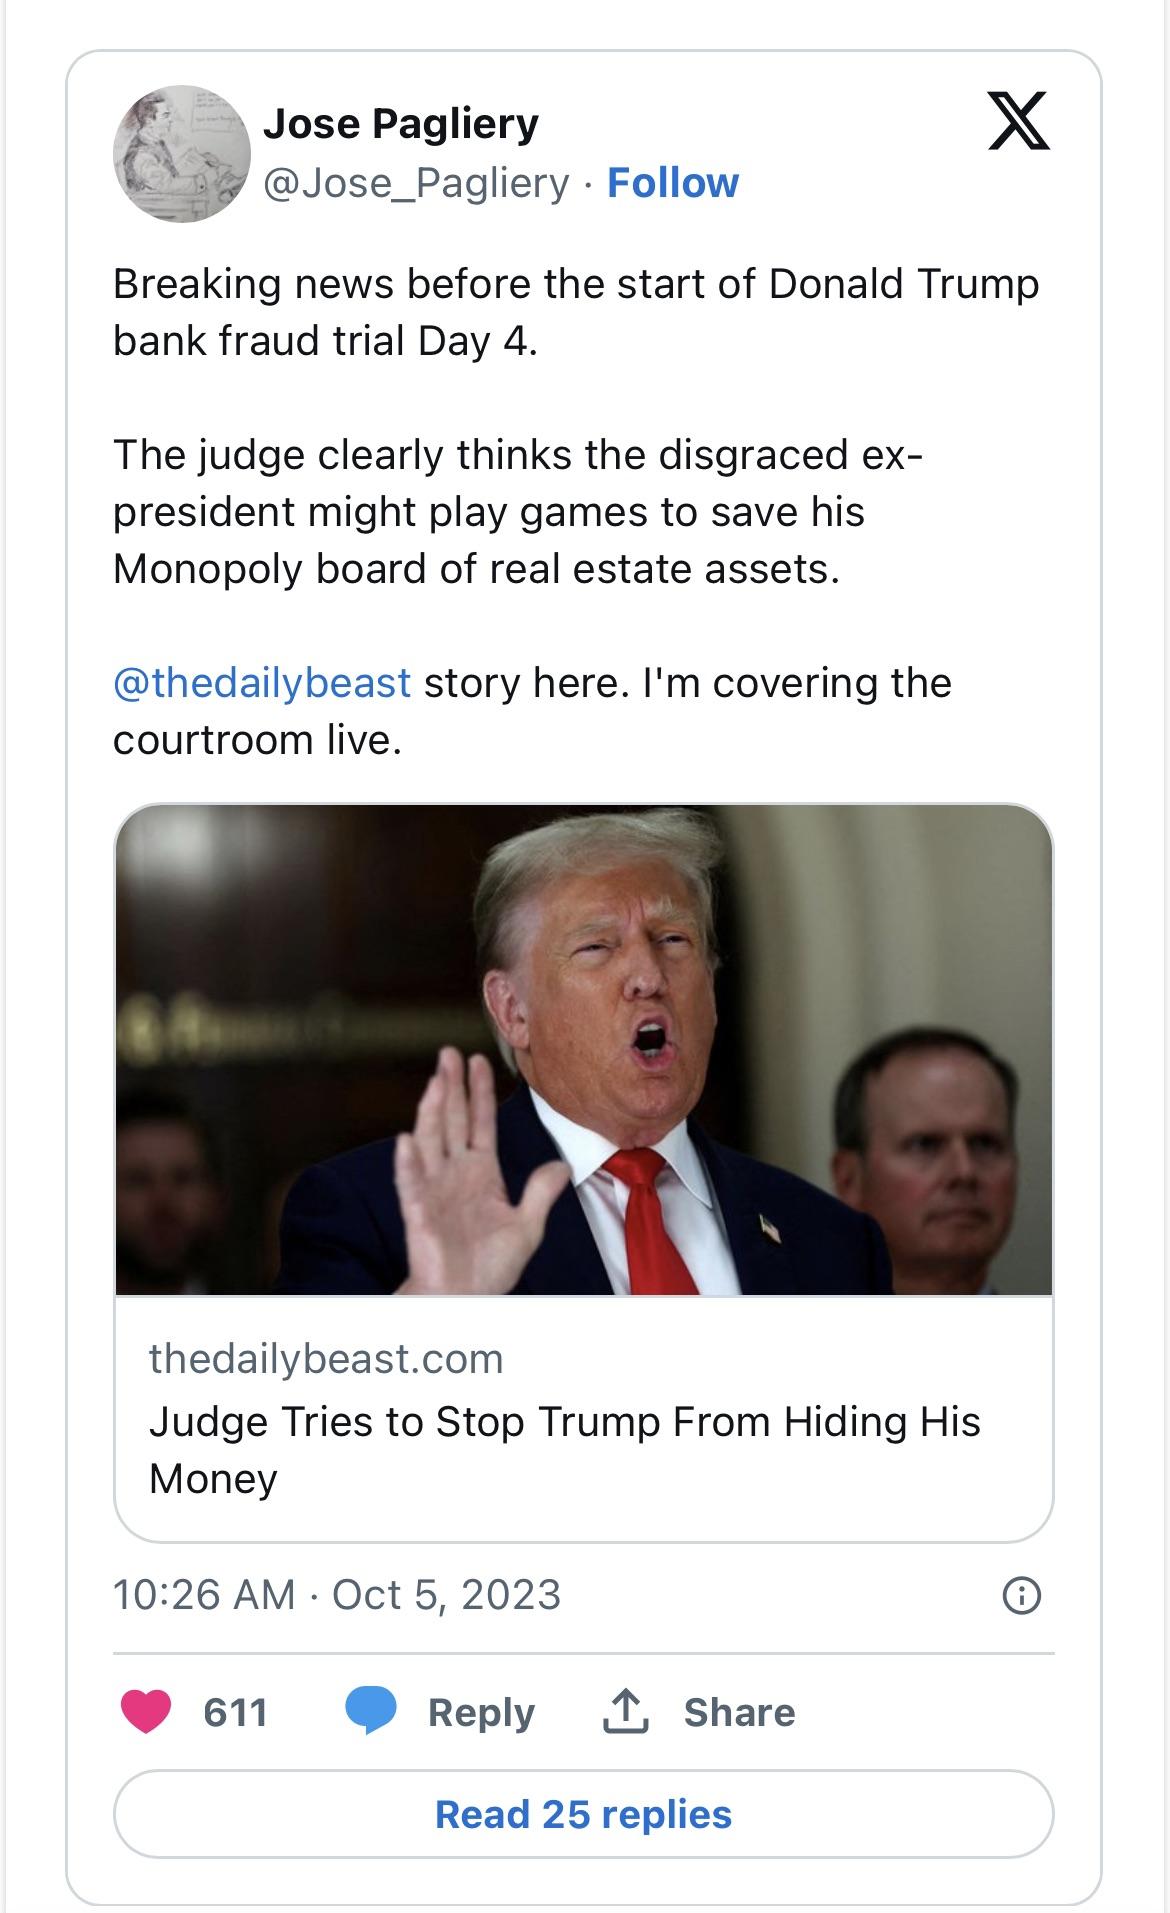 Jose Pagliery
@Jose_Pagliery · Follow
Breaking news before the start of Donald Trump
bank fraud trial Day 4.
The judge clearly thinks the disgraced ex-
president might play games to save his
Monopoly board of real estate assets.
@thedailybeast story here. I'm covering the
courtroom live.
thedailybeast.com
Judge Tries to Stop Trump From Hiding His
Money
10:26 AM · Oct 5, 2023
611 Reply Share
Read 25 replies